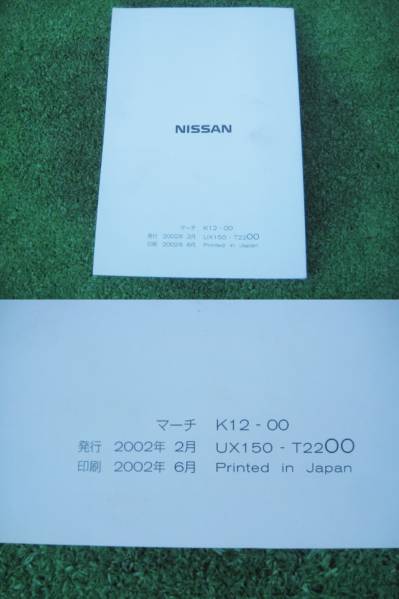 NISSAN
マーチ K12 - 00
発行 2002年 2月 UX150 - T2200
印刷 2002年 6月 Printed in Japan
マーチ K12 - 00
発行 2002年 2月 UX150 - T2200
印刷 2002年 6月 Printed in Japan